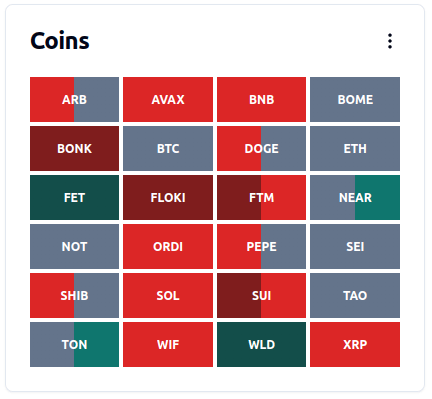 Coins
ARB AVAX BNB BOME
BONK BTC DOGE ETH
FET FLOKI FTM NEAR
NOT ORDI PEPE SEI
SHIB SOL SUI TAO
TON WIF WLD XRP